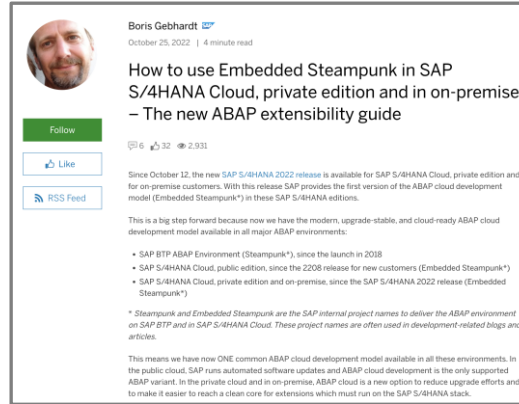 Boris Gebhardt SAP
October 25, 2022 | 4 minute read
How to use Embedded Steampunk in SAP
S/4HANA Cloud, private edition and in on-premise
– The new ABAP extensibility guide
Follow
6 32 2,931
Like
Since October 12, the new SAP S/4HANA 2022 release is available for SAP S/4HANA Cloud, private edition and
for on-premise customers. With this release SAP provides the first version of the ABAP cloud development
RSS Feed
model (Embedded Steampunk*) in these SAP S/4HANA editions.
This is a big step forward because now we have the modern, upgrade-stable, and cloud-ready ABAP cloud
development model available in all major ABAP environments:
• SAP BTP ABAP Environment (Steampunk*), since the launch in 2018
• SAP S/4HANA Cloud, public edition, since the 2208 release for new customers (Embedded Steampunk*)
• SAP S/4HANA Cloud, private edition and on-premise, since the SAP S/4HANA 2022 release (Embedded
Steampunk*)
* Steampunk and Embedded Steampunk are the SAP internal project names to deliver the ABAP environment
on SAP BTP and in SAP S/4HANA Cloud. These project names are often used in development-related blogs and
articles.
This means we have now ONE common ABAP cloud development model available in all these environments. In
the public cloud, SAP runs automated software updates and ABAP cloud development is the only supported
ABAP variant. In the private cloud and in on-premise, ABAP cloud is a new option to reduce upgrade efforts and
to make it easier to reach a clean core for extensions which must run on the SAP S/4HANA stack.